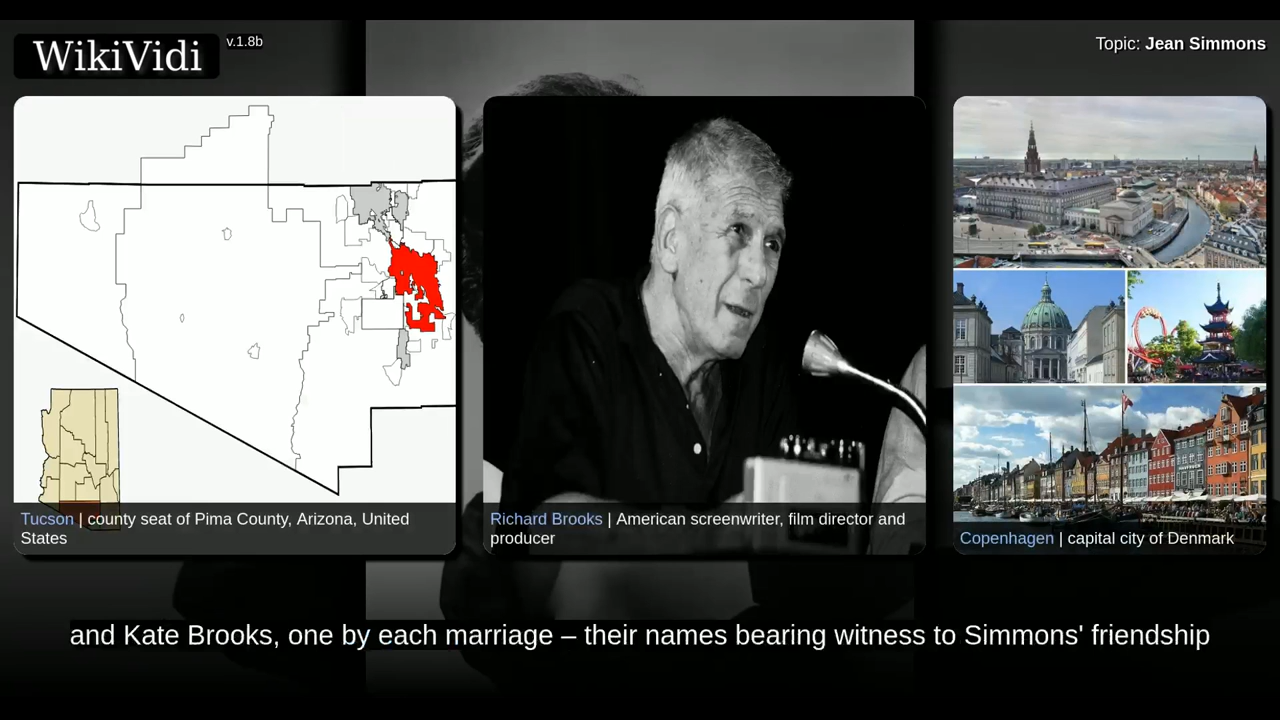 WikiVidi
v.1.8b
Topic: Jean Simmons
Tucson | county seat of Pima County, Arizona, United
States
Richard Brooks | American screenwriter, film director and
producer
Copenhagen | capital city of Denmark
and Kate Brooks, one by each marriage – their names bearing witness to Simmons' friendship